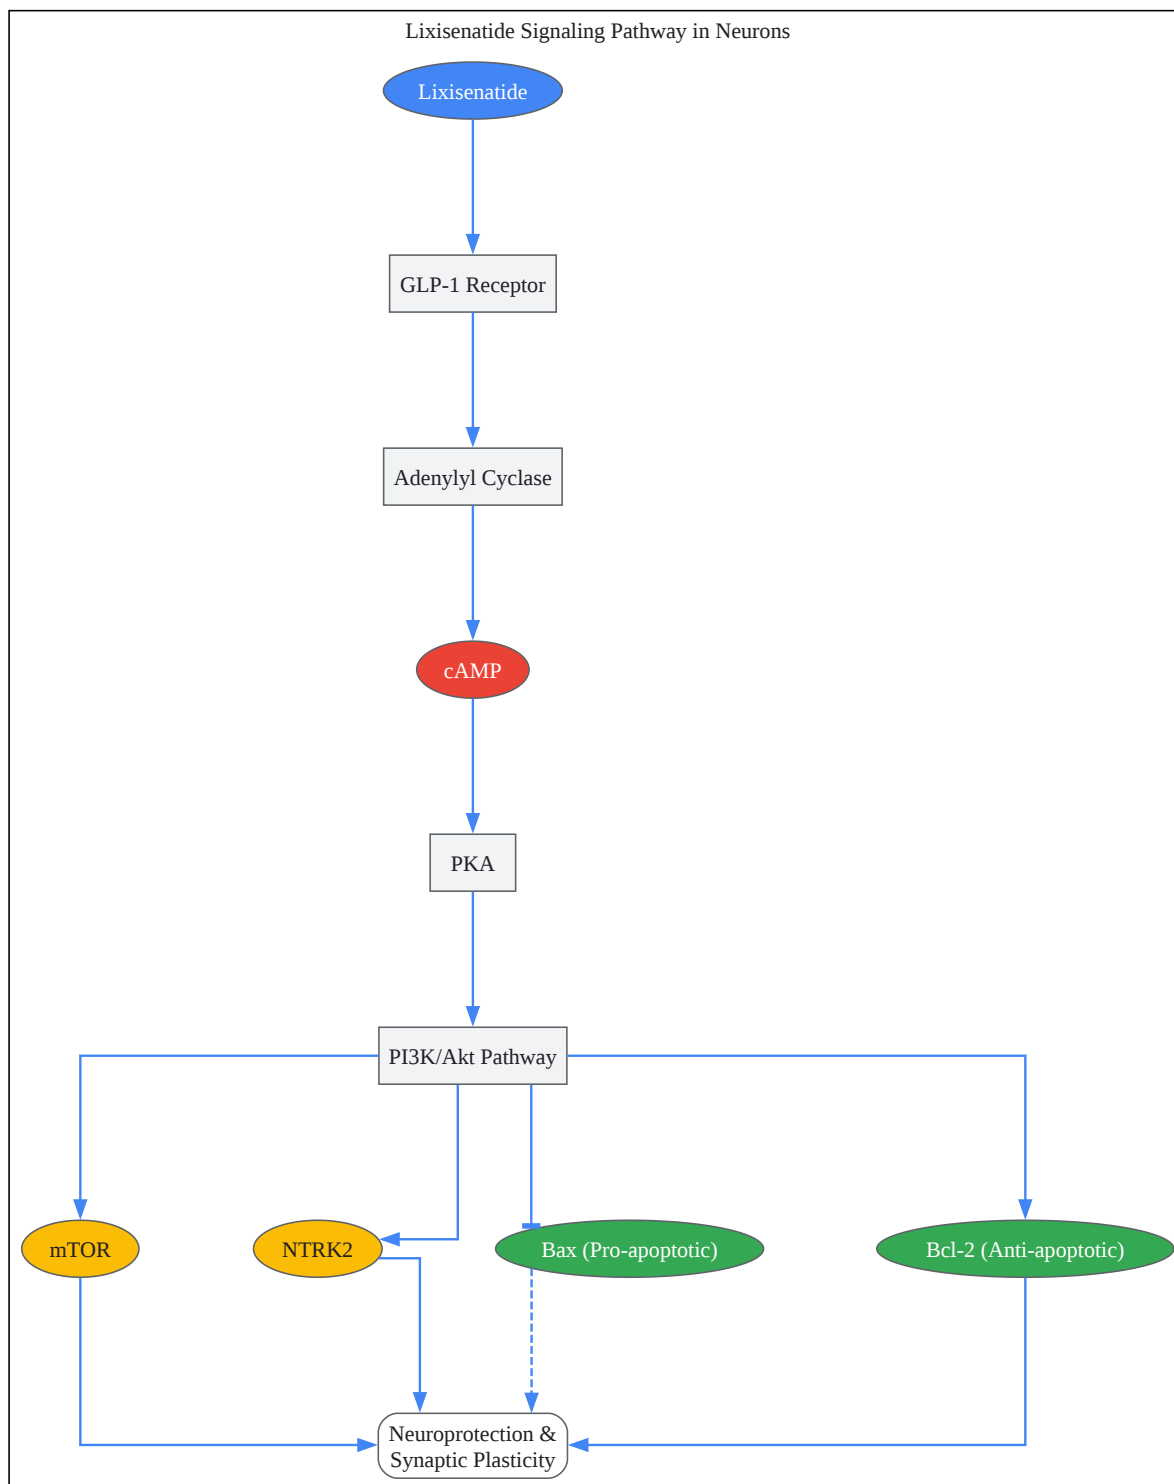 Lixisenatide Signaling Pathway in Neurons
Lixisenatide
GLP-1 Receptor
Adenylyl Cyclase
cAMP
PKA
PI3K/Akt Pathway
mTOR
NTRK2
Bax (Pro-apoptotic)
Bcl-2 (Anti-apoptotic)
Neuroprotection &
Synaptic Plasticity